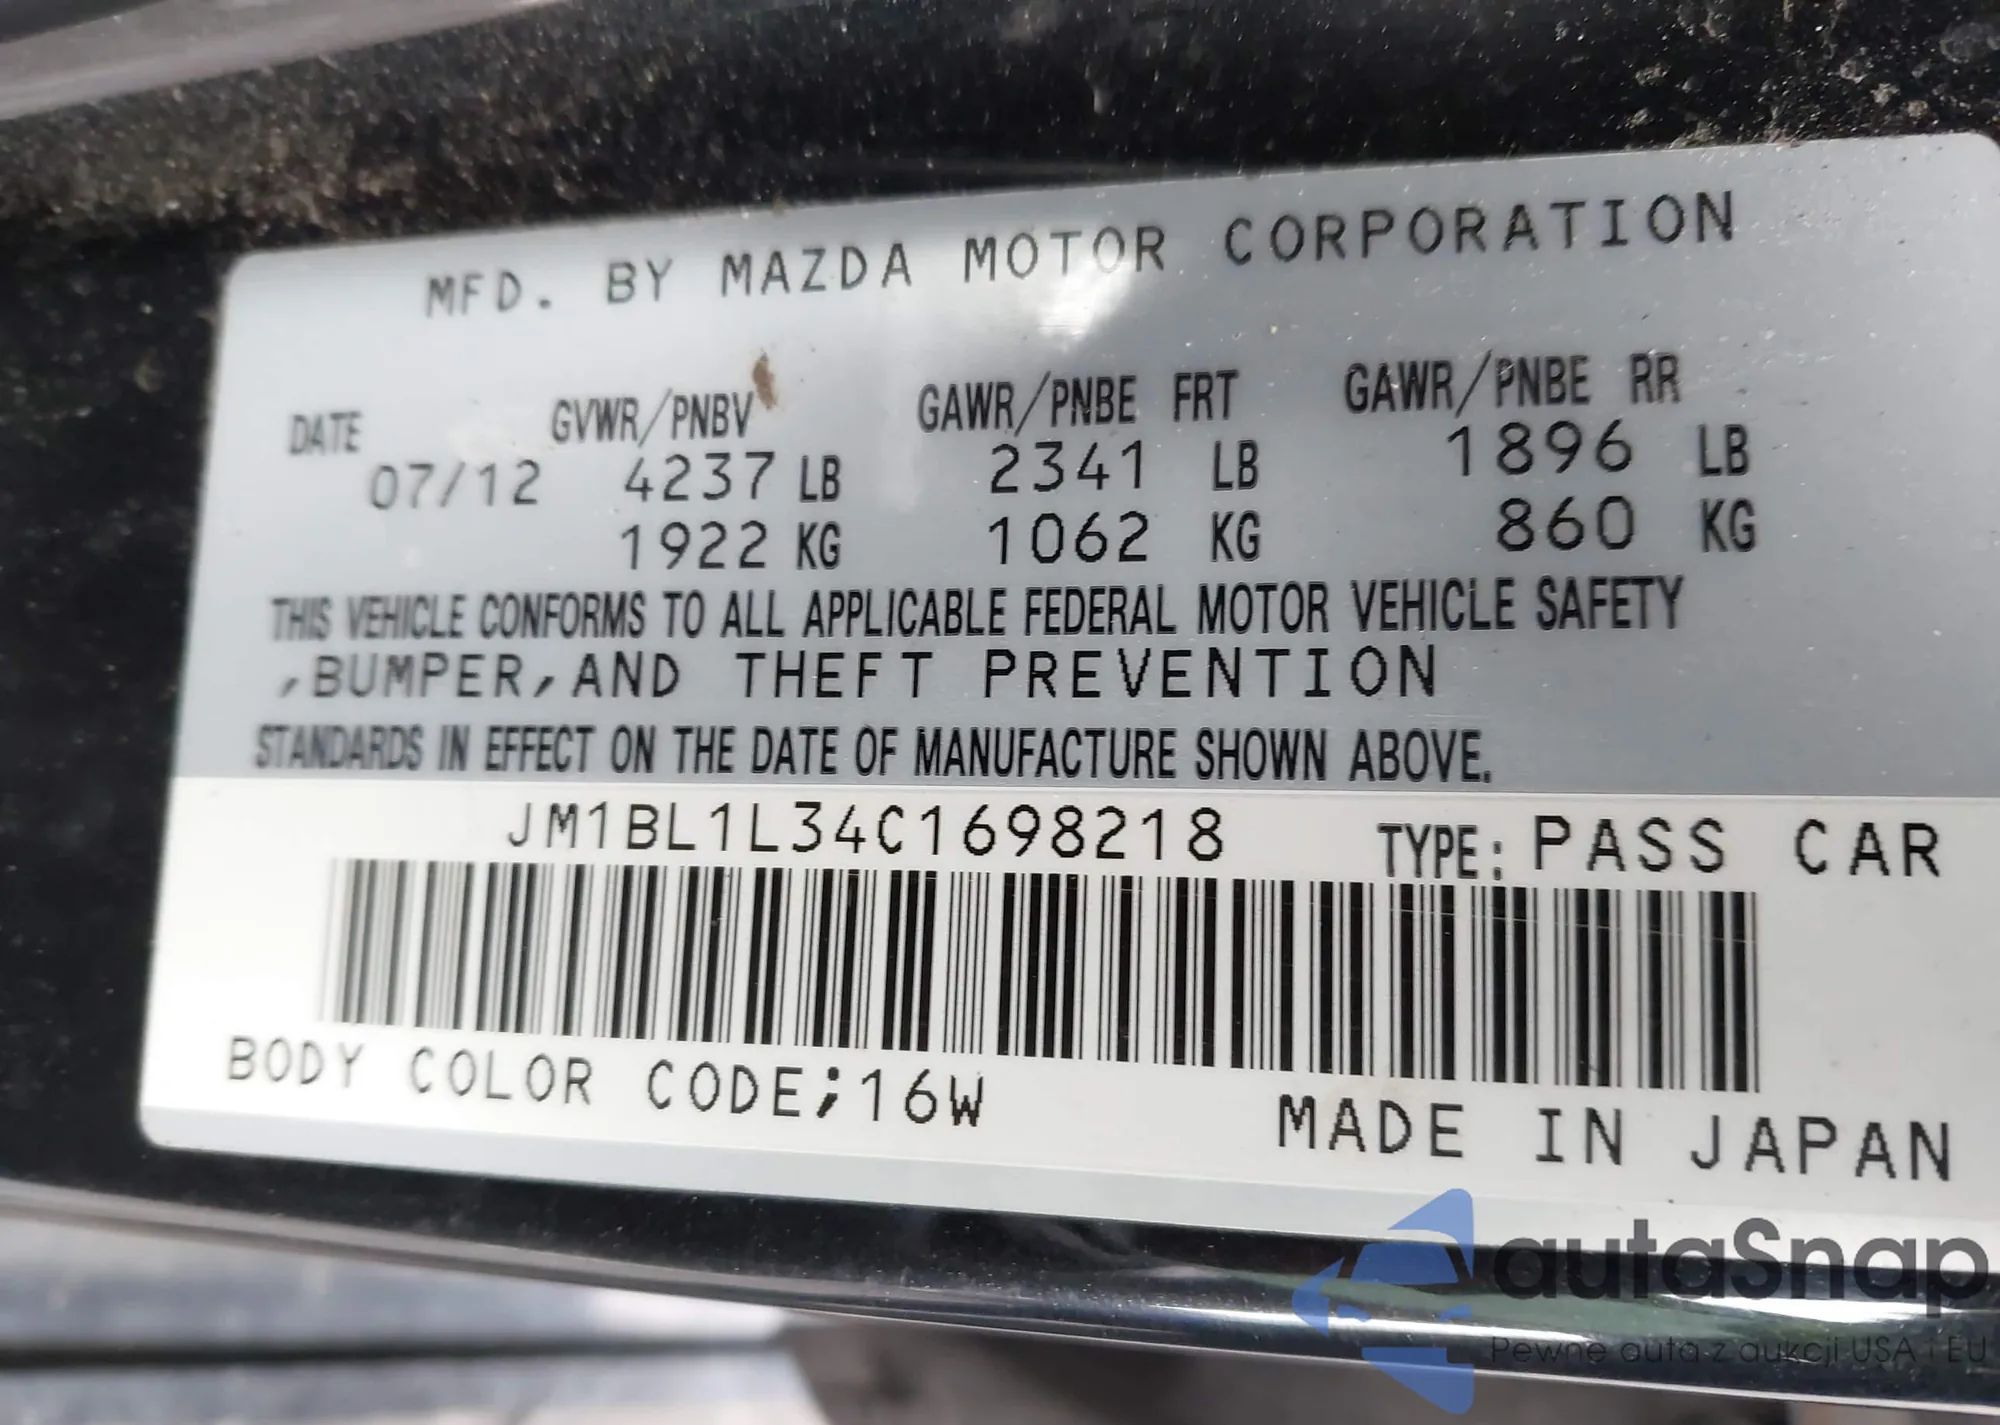 MFD. BY MAZDA MOTOR CORPORATION
DATE GVWR/PNBV GAWR/PNBE FRT GAWR/PNBE RR
07/12 4237 LB 2341 LB 1896 LB
1922 KG 1062 KG 860 KG
THIS VEHICLE CONFORMS TO ALL APPLICABLE FEDERAL MOTOR VEHICLE SAFETY
,BUMPER,AND THEFT PREVENTION
STANDARDS IN EFFECT ON THE DATE OF MANUFACTURE SHOWN ABOVE.
JM1BL1L34C1698218 TYPE: PASS CAR
BODY COLOR CODE;16W
MADE IN JAPAN
autaSnap
Pewne auta z aukcji USA i EU